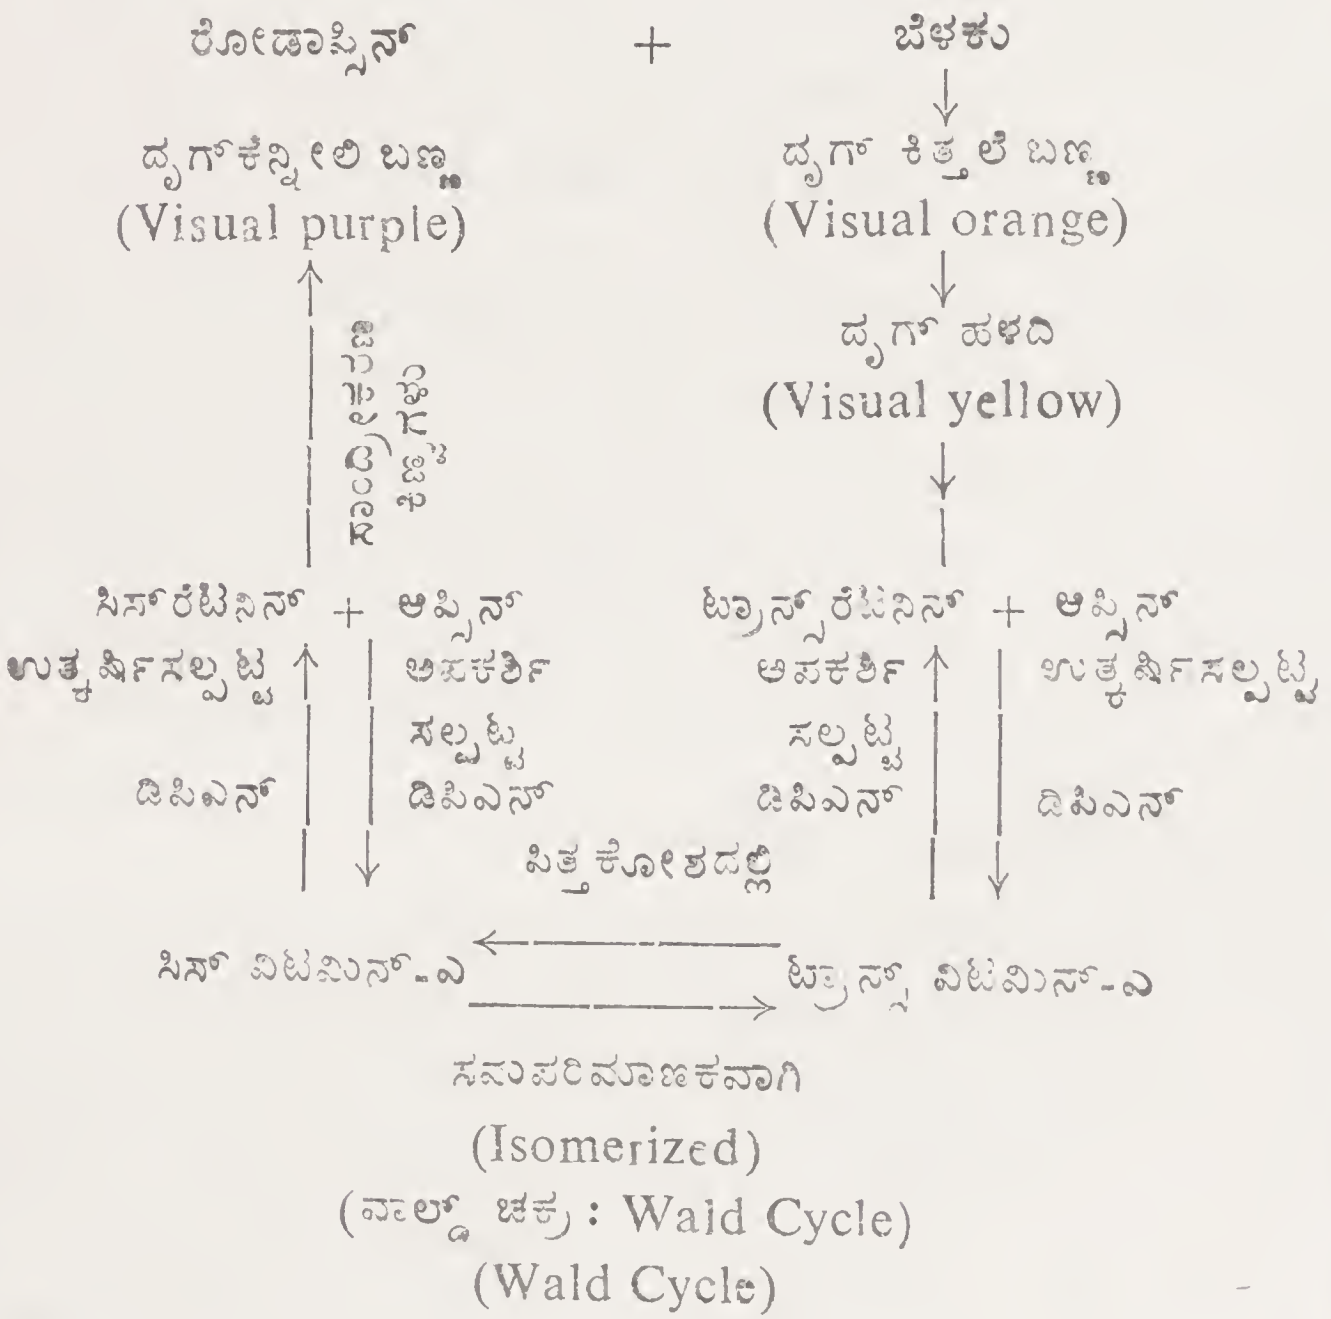 ರೋಡಾಪ್ಸಿನ್ + ಬೆಳಕು
ದೃಗ್ ಕೆನ್ನೀಲಿ ಬಣ್ಣ
(Visual purple)
ದೃಗ್ ಕಿತ್ತಲೆ ಬಣ್ಣ
(Visual orange)
ದೃಗ್ ಹಳದಿ
(Visual yellow)
ಸಾಂದ್ರೀಕರಣ
ಸಿಸ್ ರೆಟಿನಿನ್ + ಆಪ್ಸಿನ್
ಟ್ರಾನ್ಸ್ ರೆಟಿನಿನ್ + ಆಪ್ಸಿನ್
ಉತ್ಕರ್ಷಿಸಲ್ಪಟ್ಟ
ಡಿಪಿಎನ್
ಅಪಕರ್ಶಿ
ಸಲ್ಪಟ್ಟ
ಡಿಪಿಎನ್
ಅಪಕರ್ಶಿ
ಸಲ್ಪಟ್ಟ
ಡಿಪಿಎನ್
ಉತ್ಕರ್ಷಿಸಲ್ಪಟ್ಟ
ಡಿಪಿಎನ್
ಪಿತ್ತಕೋಶದಲ್ಲಿ
ಸಿಸ್ ವಿಟಮಿನ್-ಎ
ಟ್ರಾನ್ಸ್ ವಿಟಮಿನ್-ಎ
ಸಮಪರಿಮಾಣಕವಾಗಿ
(Isomerized)
(ವಾಲ್ಡ್ ಚಕ್ರ : Wald Cycle)
(Wald Cycle)